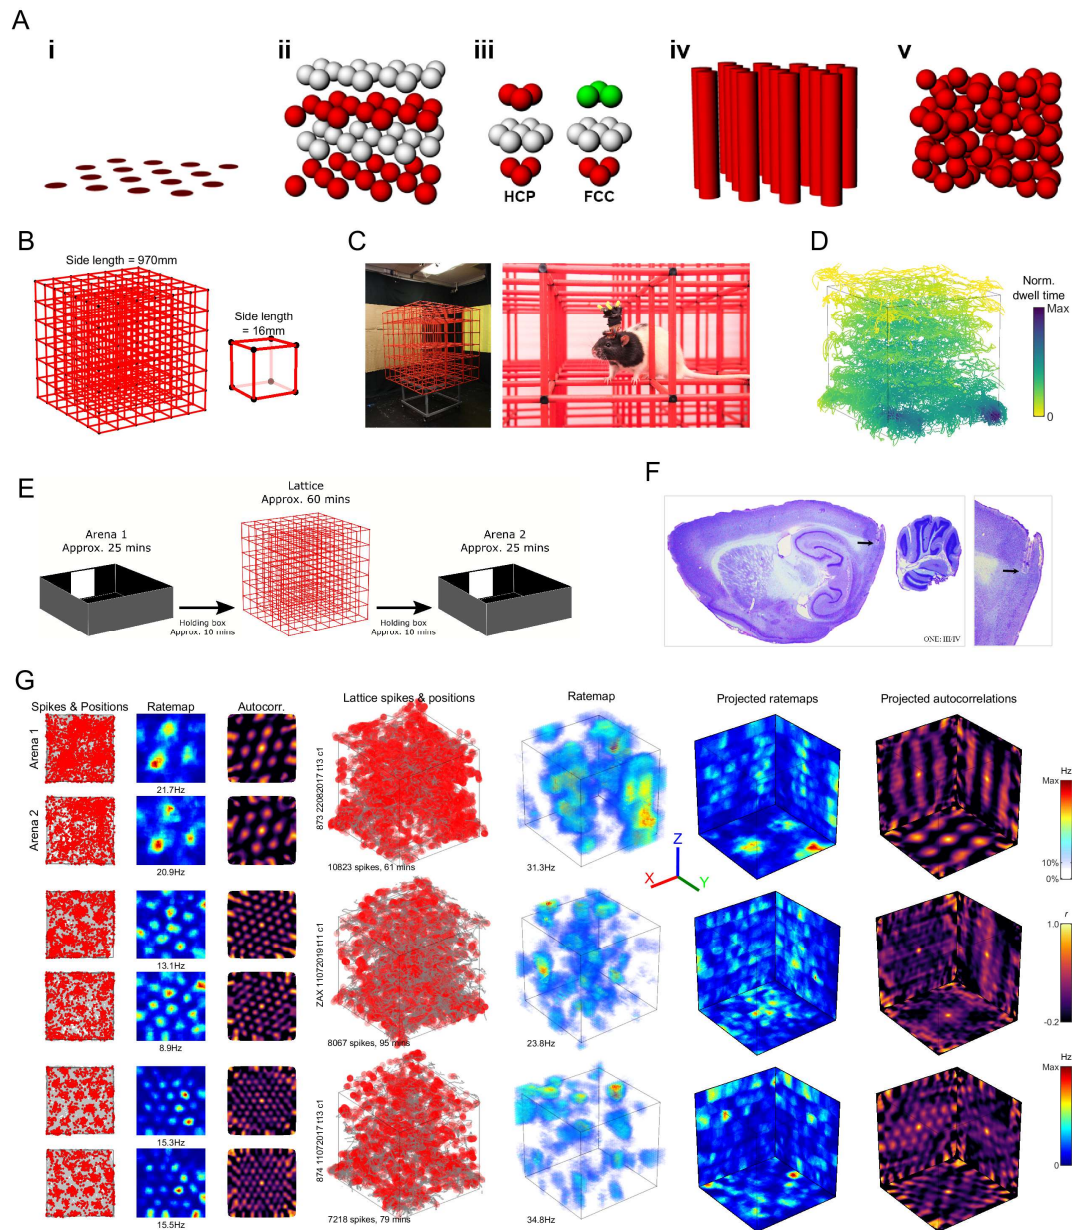 A
i
ii
iii
iv
v
HCP
FCC
B
Side length = 970mm
Side length
= 16mm
C
D
Norm.
dwell time
Max
0
E
Arena 1
Approx. 25 mins
Lattice
Approx. 60 mins
Arena 2
Approx. 25 mins
Holding box
Approx. 10 mins
Holding box
Approx. 10 mins
F
ONE: III/IV
G
Spikes & Positions
Ratemap
Autocorr.
Lattice spikes & positions
Ratemap
Projected ratemaps
Projected autocorrelations
Arena 1
21.7Hz
Arena 2
20.9Hz
873 22082017 t13 c1
10823 spikes, 61 mins
31.3Hz
Z
X
Y
Hz
Max
10%
0%
13.1Hz
8.9Hz
ZAX 11072019 t11 c1
8067 spikes, 95 mins
23.8Hz
r
1.0
-0.2
15.3Hz
15.5Hz
874 11072017 t13 c1
7218 spikes, 79 mins
34.8Hz
Hz
Max
0